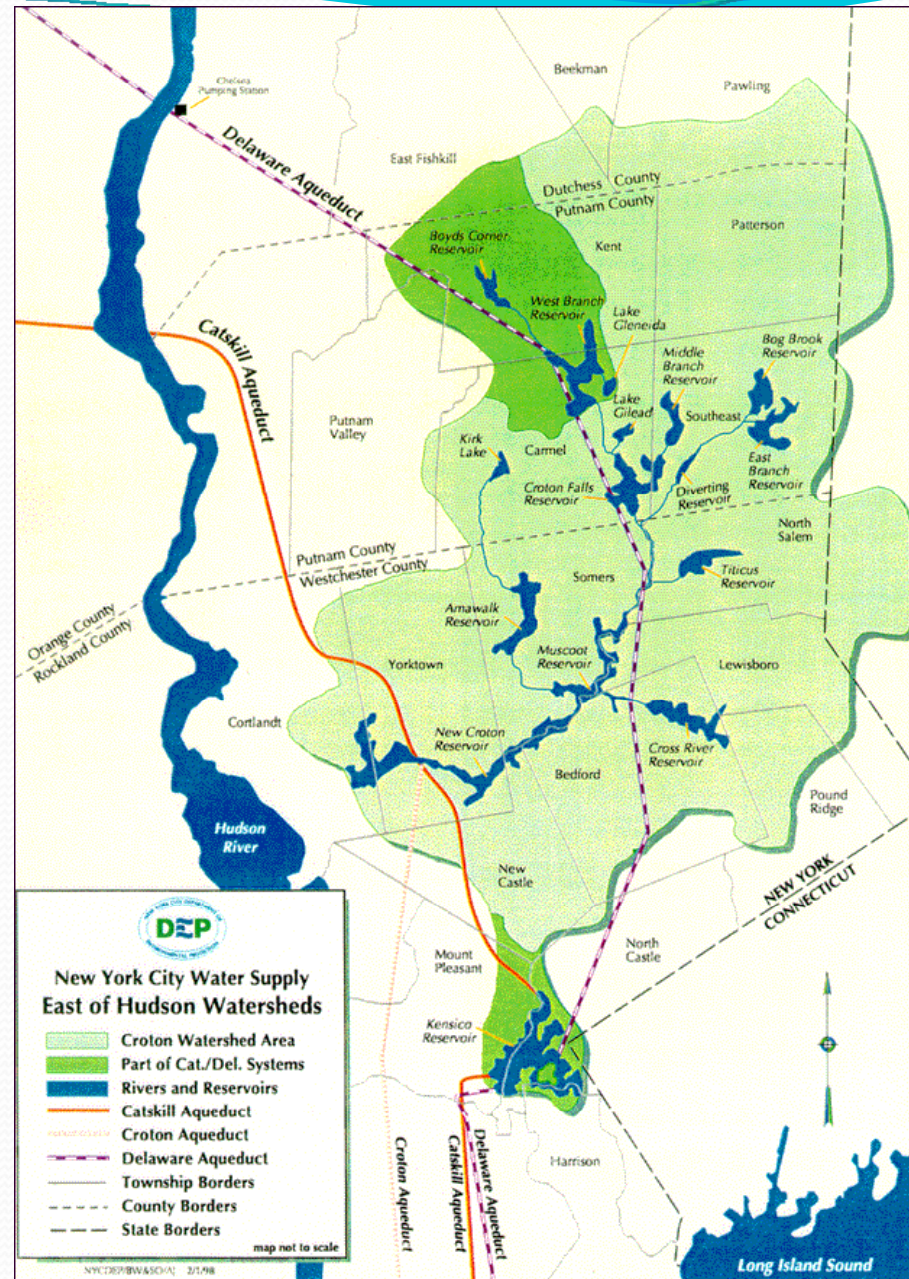 Chelsea
Pumping Station
Beekman
Pawling
Delaware Aqueduct
East Fishkill
Dutchess County
Putnam County
Boyds Corner
Reservoir
Kent
Patterson
West Branch
Reservoir
Lake
Gleneida
Catskill Aqueduct
Middle
Branch
Reservoir
Bog Brook
Reservoir
Putnam
Valley
Lake
Gilead
Southeast
Kirk
Lake
Carmel
East
Branch
Reservoir
Croton Falls
Reservoir
Diverting
Reservoir
North
Salem
Putnam County
Westchester County
Somers
Titicus
Reservoir
Orange County
Rockland County
Amawalk
Reservoir
Yorktown
Muscoot
Reservoir
Lewisboro
Cortlandt
New Croton
Reservoir
Cross River
Reservoir
Bedford
Pound
Ridge
Hudson
River
New
Castle
NEW YORK
CONNECTICUT
Mount
Pleasant
North
Castle
Kensico
Reservoir
Harrison
Croton Aqueduct
Catskill Aqueduct
Delaware Aqueduct
Long Island Sound
DEP
New York City Water Supply
East of Hudson Watersheds
Croton Watershed Area
Part of Cat./Del. Systems
Rivers and Reservoirs
Catskill Aqueduct
Croton Aqueduct
Delaware Aqueduct
Township Borders
County Borders
State Borders
map not to scale
2/1/98